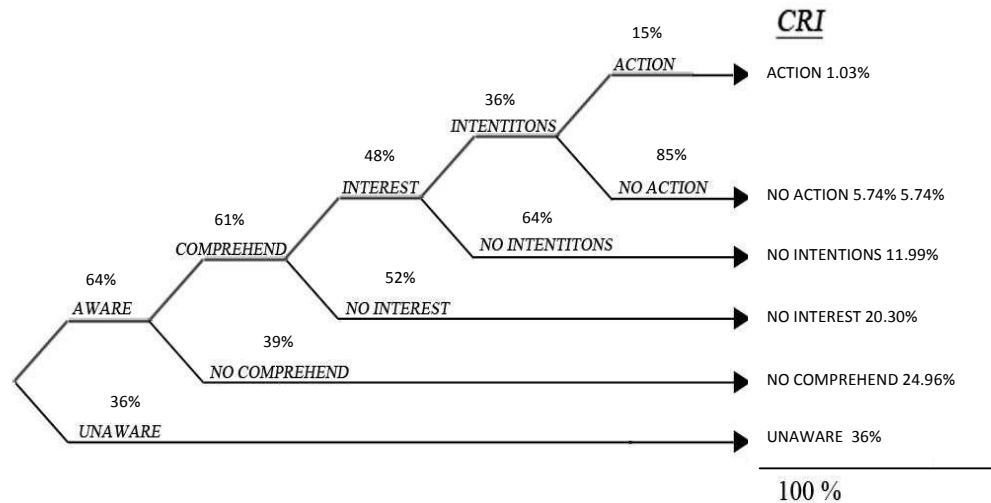 CRI
15%
ACTION
ACTION 1.03%
36%
INTENTITONS
85%
48%
NO ACTION
INTEREST
NO ACTION 5.74% 5.74%
64%
61%
NO INTENTITONS
COMPREHEND
NO INTENTIONS 11.99%
52%
64%
NO INTEREST
AWARE
NO INTEREST 20.30%
39%
NO COMPREHEND
NO COMPREHEND 24.96%
36%
UNAWARE
UNAWARE 36%
100 %